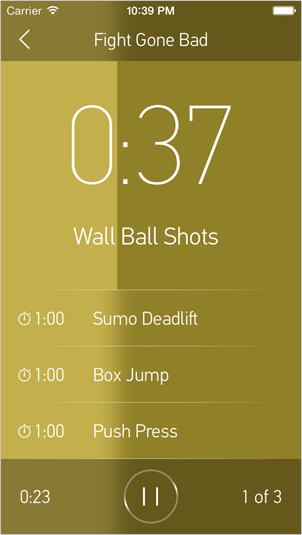 Carrier 10:39 PM
Fight Gone Bad
0:37
Wall Ball Shots
1:00 Sumo Deadlift
1:00 Box Jump
1:00 Push Press
0:23 1 of 3